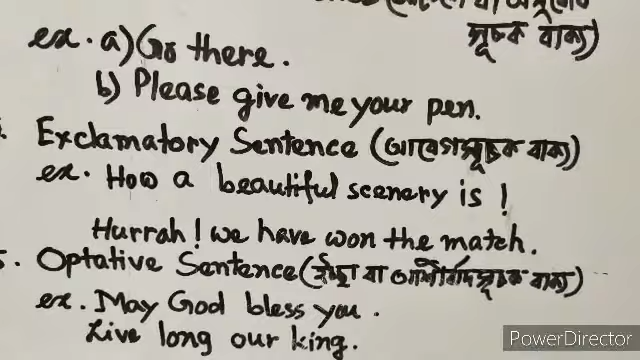 সূচক বাক্য)
ex. a) Go there.
b) Please give me your pen.
Exclamatory Sentence (আবেগসূচক বাক্য)
ex. How a beautiful scenery is !
Hurrah! we have won the match.
5. Optative Sentence (ইচ্ছা বা আশীর্বাদসূচক বাক্য)
ex. May God bless you.
Live long our king.
PowerDirector